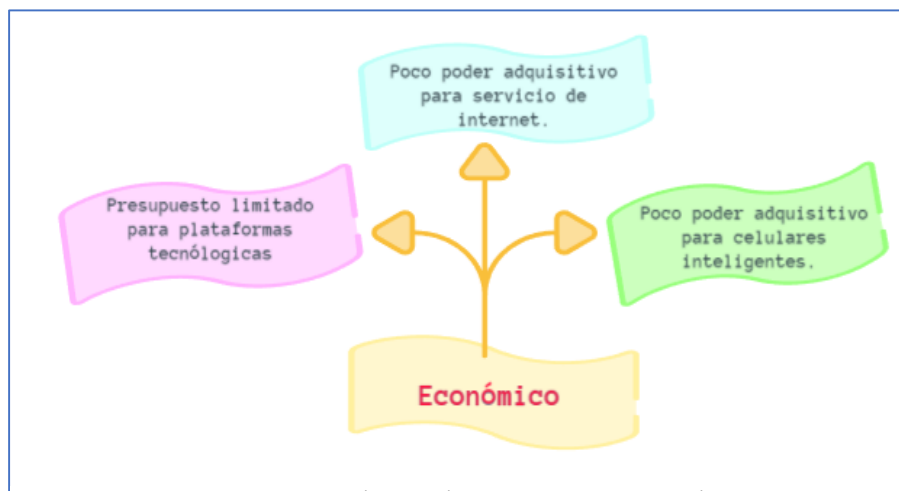 Poco poder adquisitivo
para servicio de
internet.
Presupuesto limitado
para plataformas
tecnólogicas
Poco poder adquisitivo
para celulares
inteligentes.
Económico